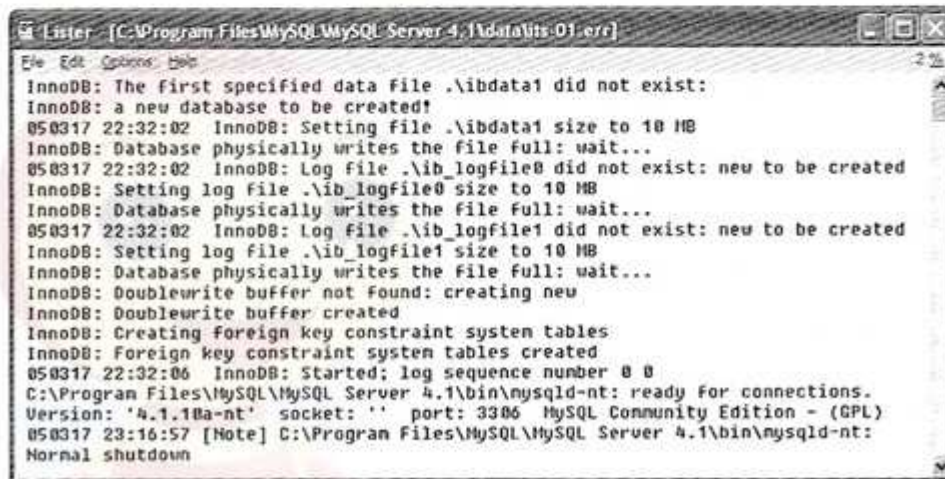 Lister - [C:\Program Files\MySQL\MySQL Server 4.1\data\its-01.err]
File Edit Options Help 2 %
InnoDB: The first specified data file .\ibdata1 did not exist:
InnoDB: a new database to be created!
050317 22:32:02 InnoDB: Setting file .\ibdata1 size to 10 MB
InnoDB: Database physically writes the file full: wait...
050317 22:32:02 InnoDB: Log file .\ib_logfile0 did not exist: new to be created
InnoDB: Setting log file .\ib_logfile0 size to 10 MB
InnoDB: Database physically writes the file full: wait...
050317 22:32:02 InnoDB: Log file .\ib_logfile1 did not exist: new to be created
InnoDB: Setting log file .\ib_logfile1 size to 10 MB
InnoDB: Database physically writes the file full: wait...
InnoDB: Doublewrite buffer not found: creating new
InnoDB: Doublewrite buffer created
InnoDB: Creating foreign key constraint system tables
InnoDB: Foreign key constraint system tables created
050317 22:32:06 InnoDB: Started; log sequence number 0 0
C:\Program Files\MySQL\MySQL Server 4.1\bin\mysqld-nt: ready for connections.
Version: '4.1.10a-nt' socket: '' port: 3306 MySQL Community Edition - (GPL)
050317 23:16:57 [Note] C:\Program Files\MySQL\MySQL Server 4.1\bin\mysqld-nt:
Normal shutdown